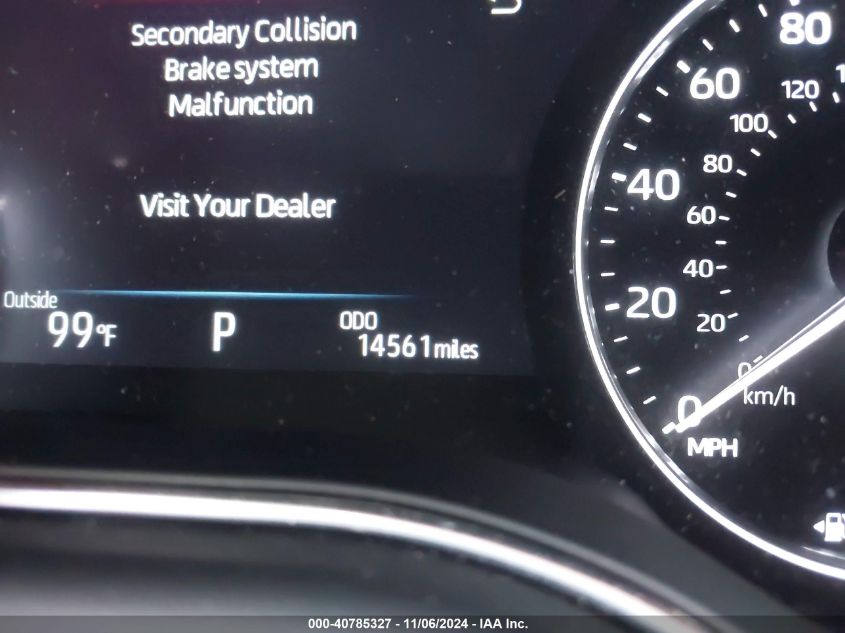 Secondary Collision
Brake system
Malfunction
Visit Your Dealer
Outside
99°F
P
ODO
14561 miles
80
60
40
20
0
MPH
120
100
80
60
40
20
0
km/h
000-40785327 - 11/06/2024 - IAA Inc.